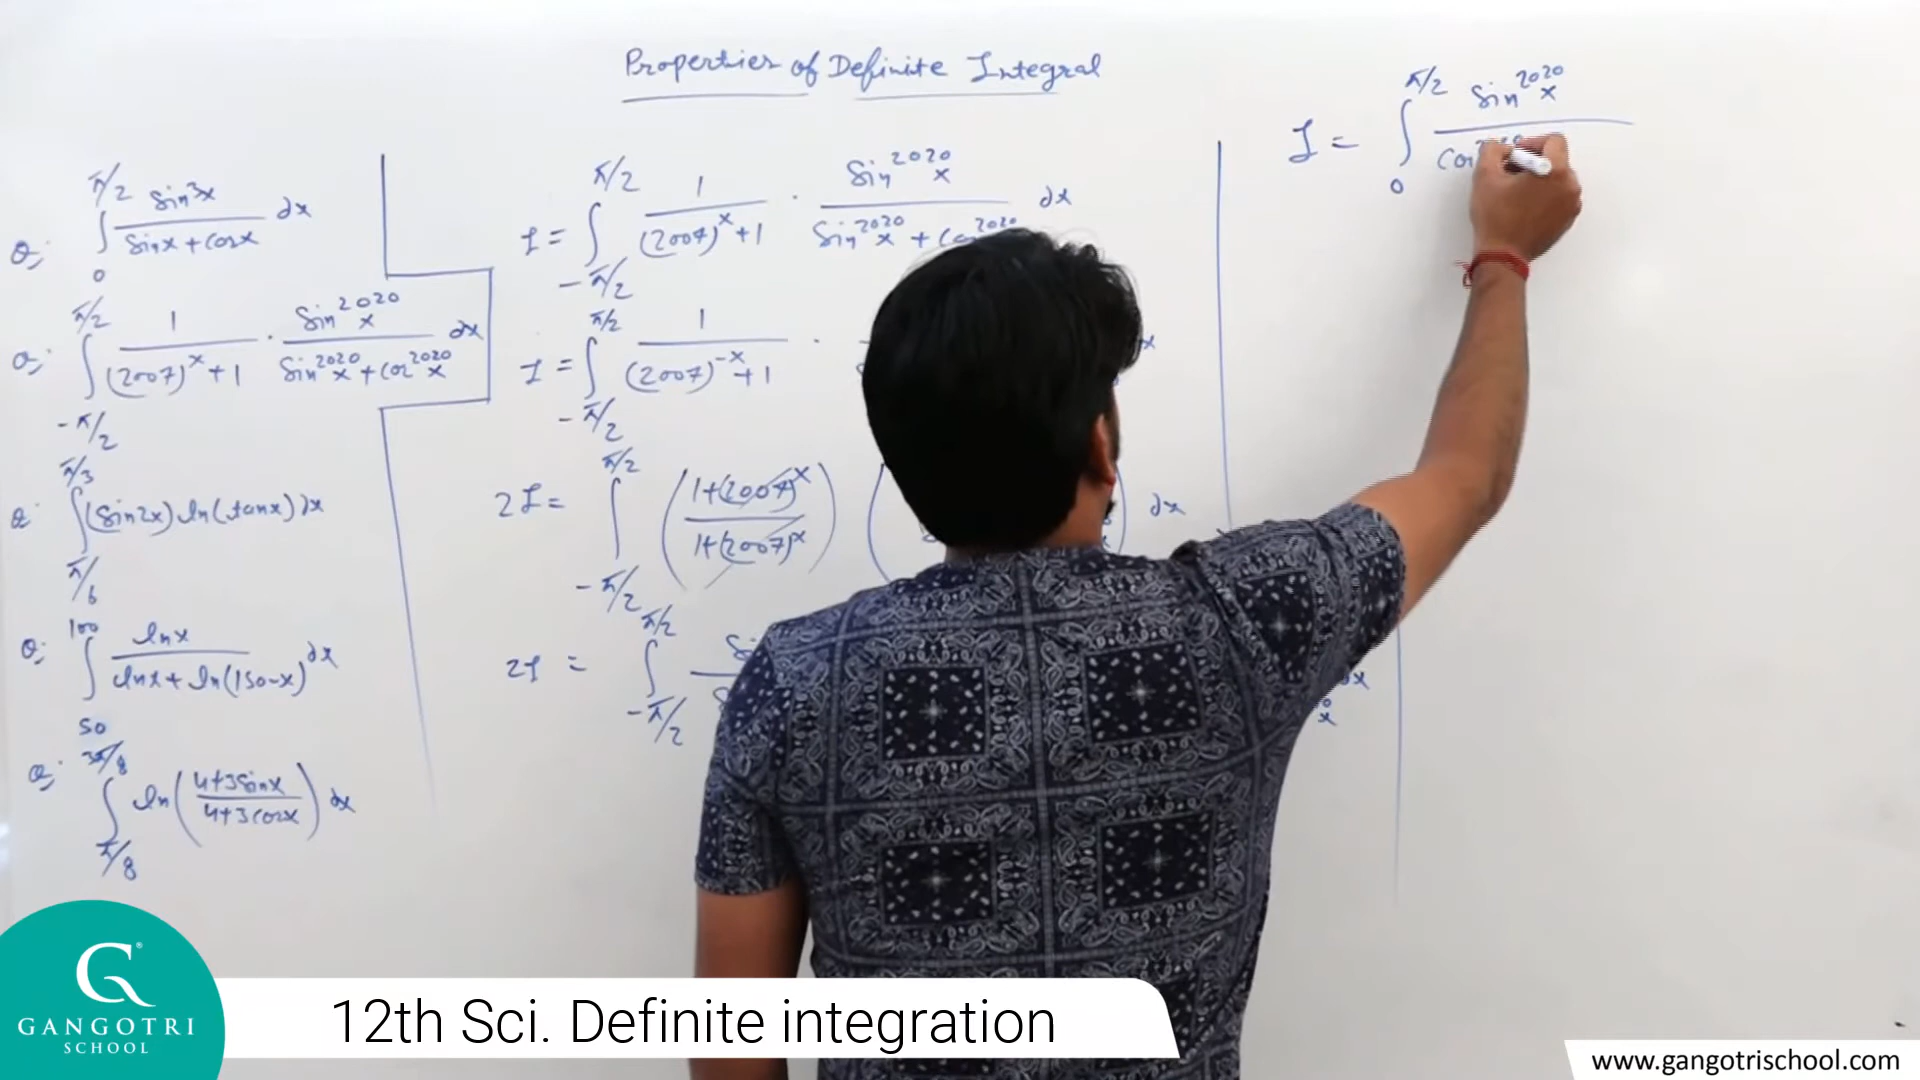 Properties of Definite Integral
Q: ∫_0^{π/2} sin³x / (sinx + cosx) dx
Q: ∫_{-π/2}^{π/2} 1 / ((2007)^x + 1) · sin^2020 x / (sin^2020 x + cos^2020 x) dx
Q: ∫_{π/6}^{π/3} (sin2x) ln(tanx) dx
Q: ∫_{50}^{100} lnx / (lnx + ln(150-x)) dx
Q: ∫_{π/8}^{3π/8} ln((4+3sinx) / (4+3cosx)) dx
I = ∫_{-π/2}^{π/2} 1 / ((2007)^x + 1) · sin^2020 x / (sin^2020 x + cos^2020 dx
I = ∫_{-π/2}^{π/2} 1 / ((2007)^{-x} + 1) ·
2I = ∫_{-π/2}^{π/2} ((1+(2007)^x) / (1+(2007)^x)) ( ) dx
2I = ∫_{-π/2}^{π/2} dx
I = ∫_0^{π/2} sin^2020 x / cos
GANGOTRI
SCHOOL
12th Sci. Definite integration
www.gangotrischool.com